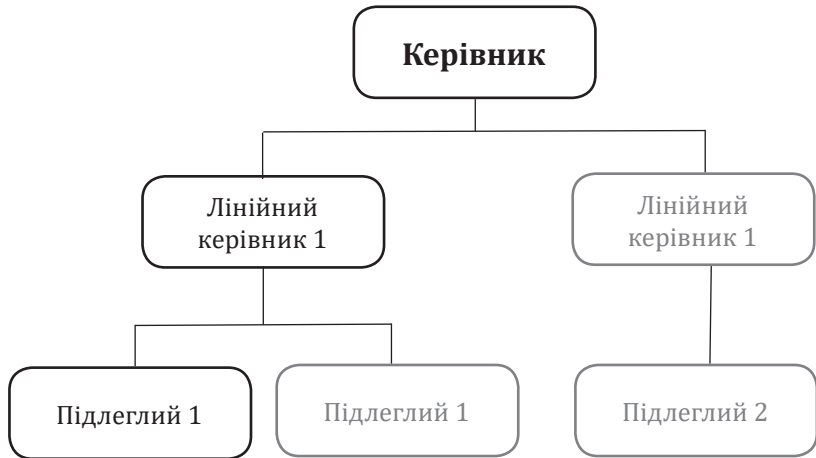 Керівник
Лінійний
керівник 1
Лінійний
керівник 1
Підлеглий 1
Підлеглий 1
Підлеглий 2